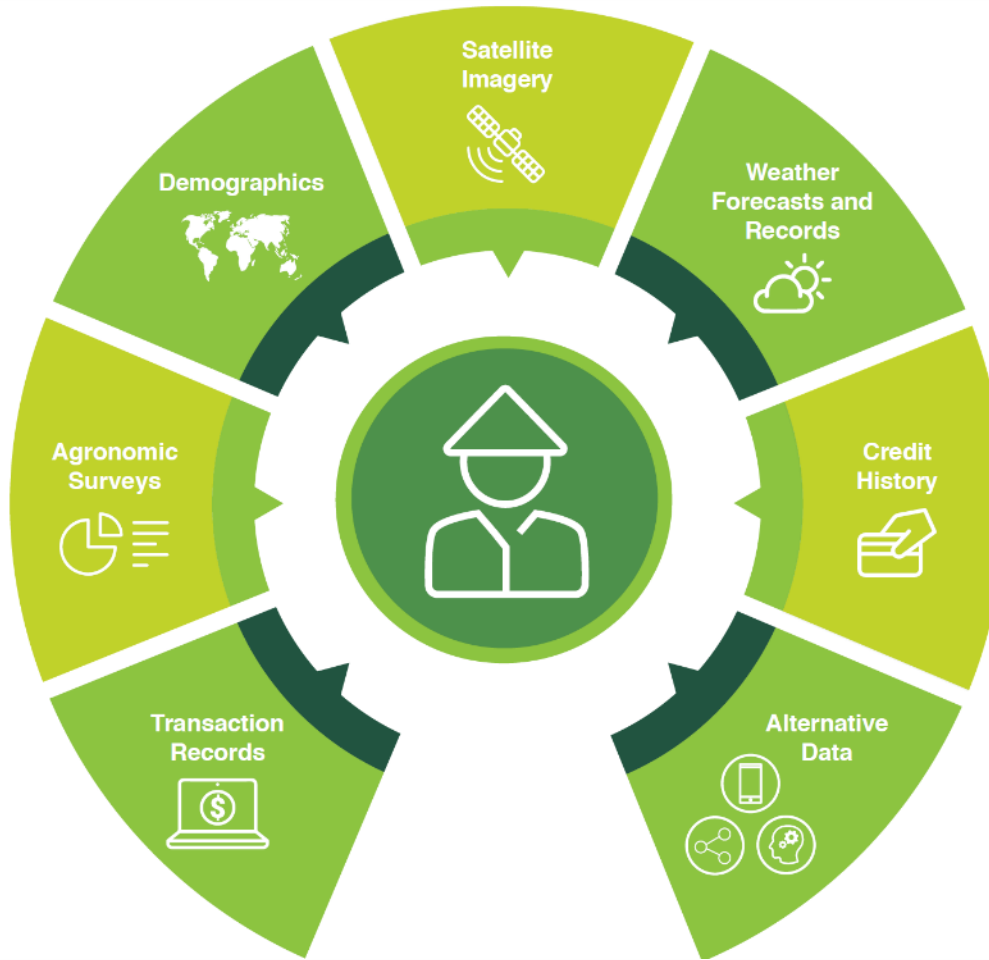 Satellite
Imagery
Demographics
Weather
Forecasts and
Records
Agronomic
Surveys
Credit
History
Transaction
Records
$
Alternative
Data